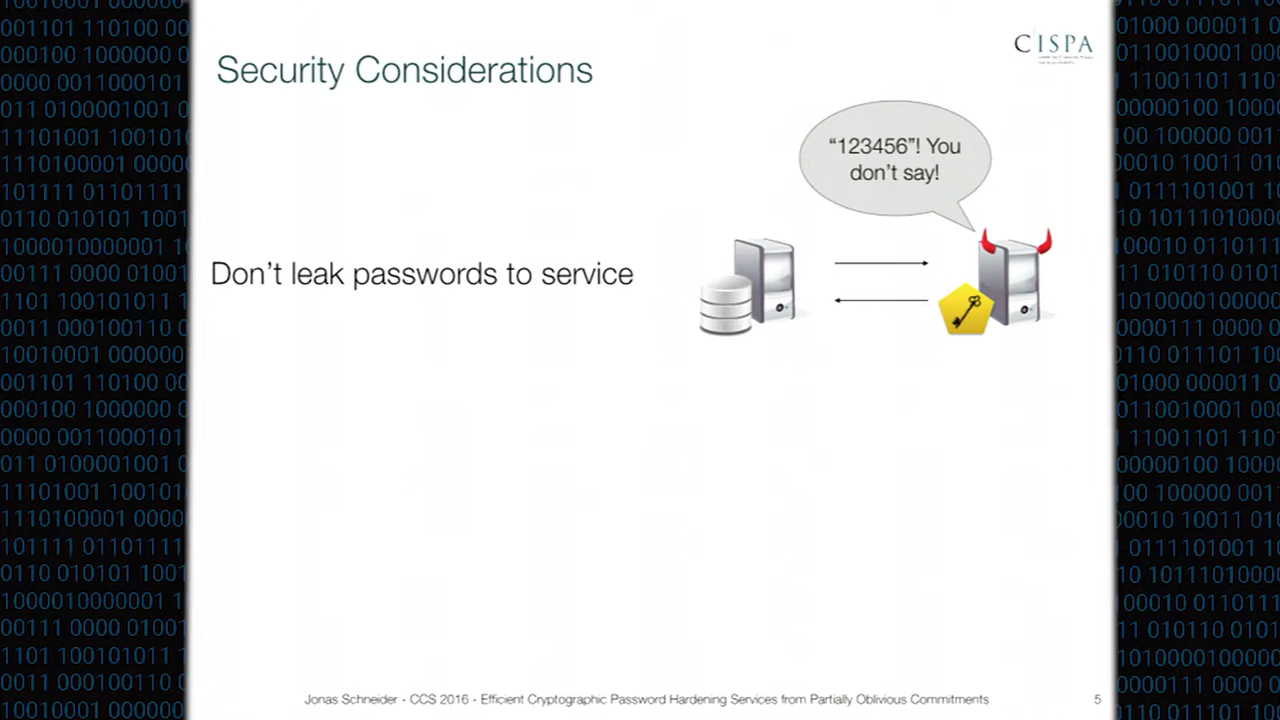 Security Considerations
CISPA
“123456”! You
don’t say!
Don’t leak passwords to service
Jonas Schneider - CCS 2016 - Efficient Cryptographic Password Hardening Services from Partially Oblivious Commitments
5